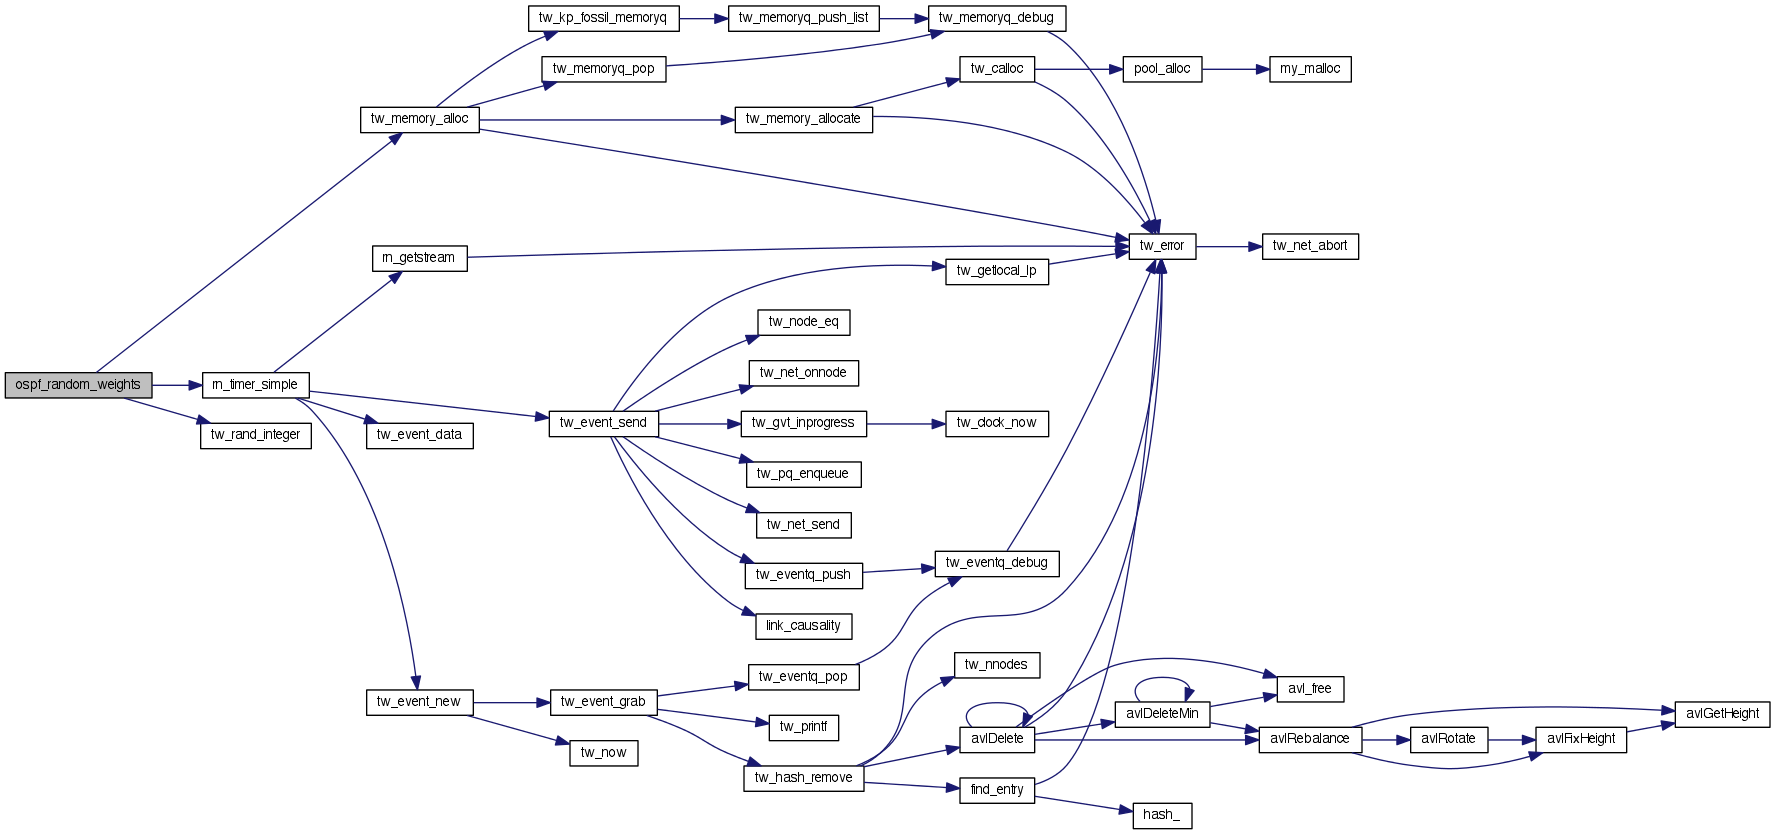 tw_kp_fossil_memoryq
tw_memoryq_push_list
tw_memoryq_debug
tw_memoryq_pop
tw_calloc
pool_alloc
my_malloc
tw_memory_alloc
tw_memory_allocate
rn_getstream
tw_error
tw_net_abort
tw_getlocal_lp
tw_node_eq
tw_net_onnode
ospf_random_weights
rn_timer_simple
tw_rand_integer
tw_event_data
tw_event_send
tw_gvt_inprogress
tw_clock_now
tw_pq_enqueue
tw_net_send
tw_eventq_push
tw_eventq_debug
link_causality
tw_eventq_pop
tw_nnodes
tw_event_new
tw_event_grab
tw_printf
tw_now
tw_hash_remove
avlDelete
avlDeleteMin
avl_free
avlRebalance
avlRotate
avlFixHeight
avlGetHeight
find_entry
hash_